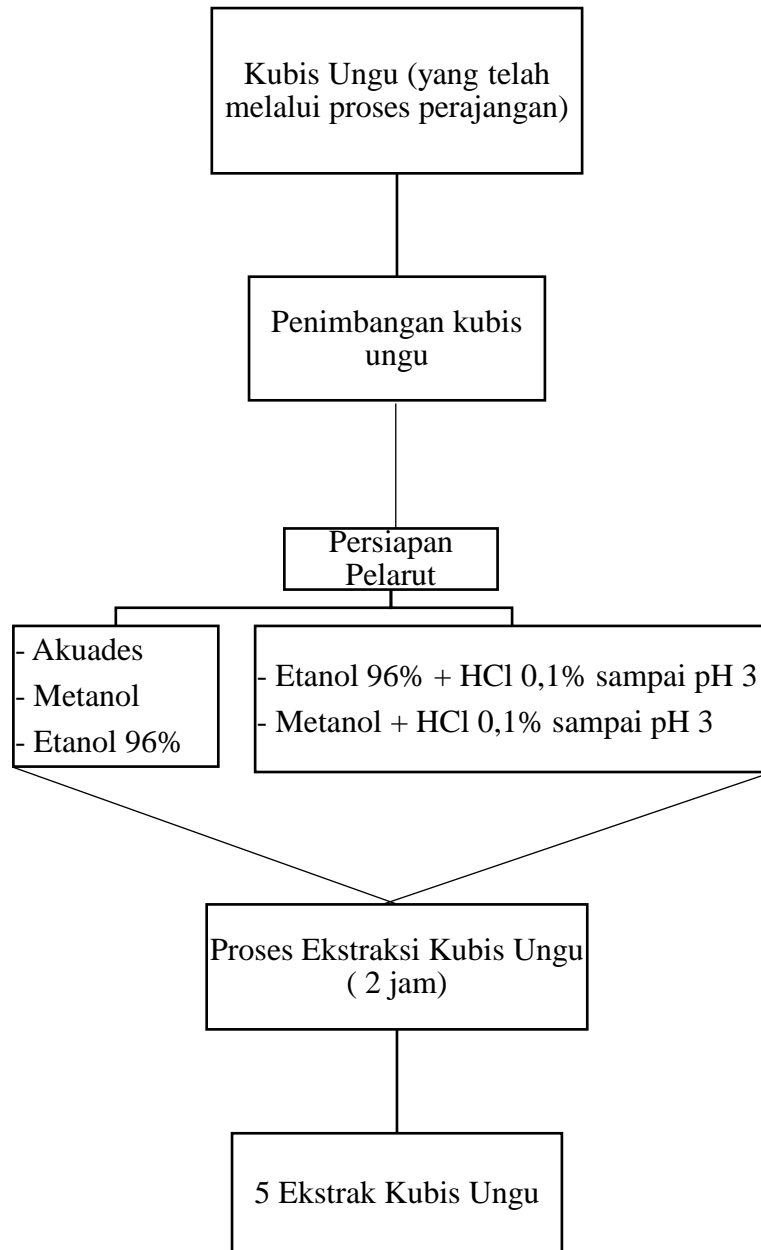 Kubis Ungu (yang telah
melalui proses perajangan)
Penimbangan kubis
ungu
Persiapan
Pelarut
- Akuades
- Metanol
- Etanol 96%
- Etanol 96% + HCl 0,1% sampai pH 3
- Metanol + HCl 0,1% sampai pH 3
Proses Ekstraksi Kubis Ungu
( 2 jam)
5 Ekstrak Kubis Ungu